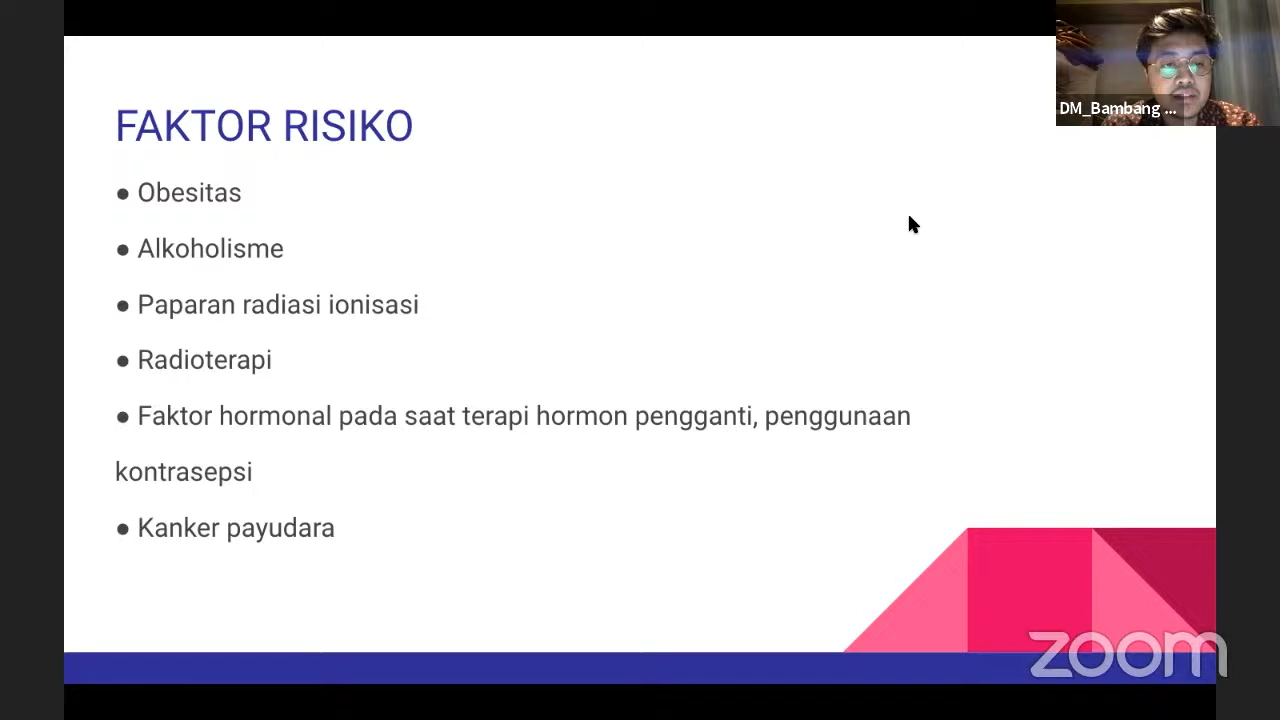 FAKTOR RISIKO
● Obesitas
● Alkoholisme
● Paparan radiasi ionisasi
● Radioterapi
● Faktor hormonal pada saat terapi hormon pengganti, penggunaan
kontrasepsi
● Kanker payudara
DM_Bambang ...
zoom